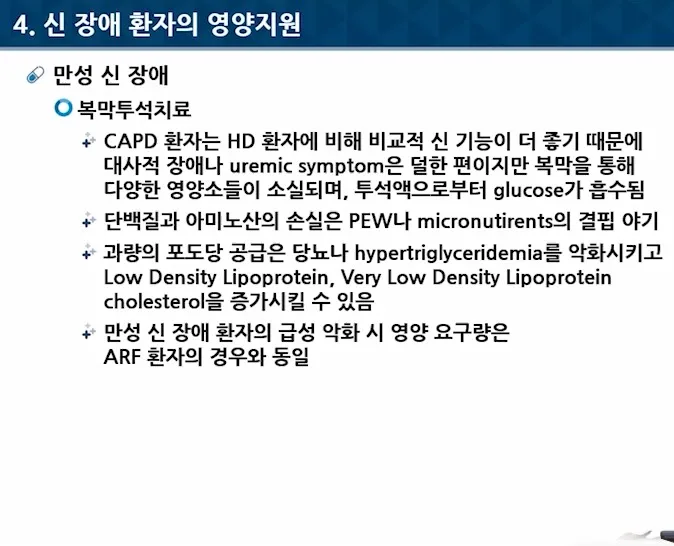 4. 신 장애 환자의 영양지원
만성 신 장애
복막투석치료
CAPD 환자는 HD 환자에 비해 비교적 신 기능이 더 좋기 때문에
대사적 장애나 uremic symptom은 덜한 편이지만 복막을 통해
다양한 영양소들이 소실되며, 투석액으로부터 glucose가 흡수됨
단백질과 아미노산의 손실은 PEW나 micronutirents의 결핍 야기
과량의 포도당 공급은 당뇨나 hypertriglyceridemia를 악화시키고
Low Density Lipoprotein, Very Low Density Lipoprotein
cholesterol을 증가시킬 수 있음
만성 신 장애 환자의 급성 악화 시 영양 요구량은
ARF 환자의 경우와 동일